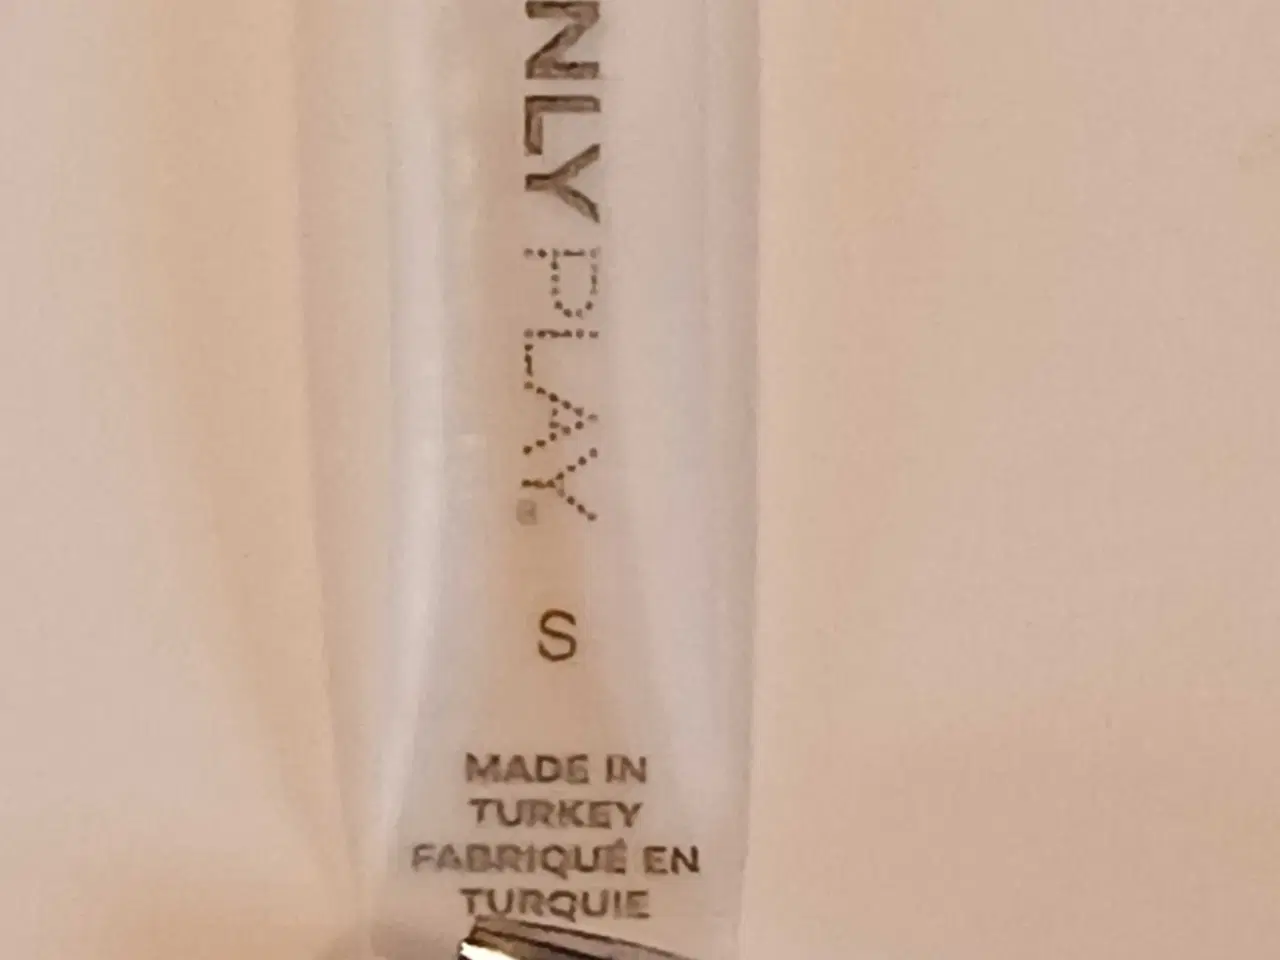 NLY PLAY®
S
MADE IN
TURKEY
FABRIQUÉ EN
TURQUIE